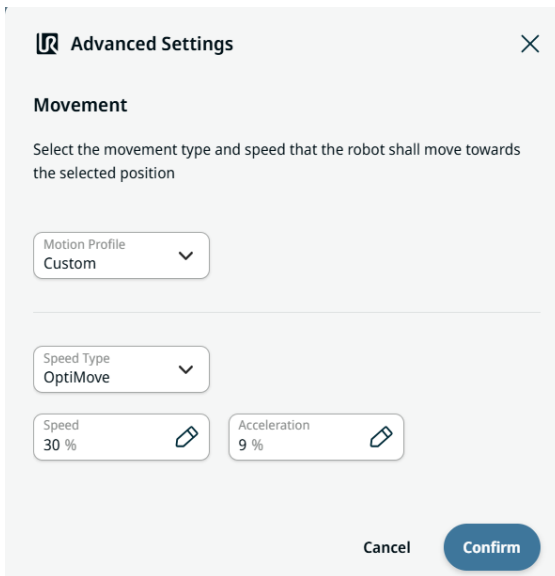 UR Advanced Settings
Movement
Select the movement type and speed that the robot shall move towards
the selected position
Motion Profile
Custom
Speed Type
OptiMove
Speed
30 %
Acceleration
9 %
Cancel
Confirm